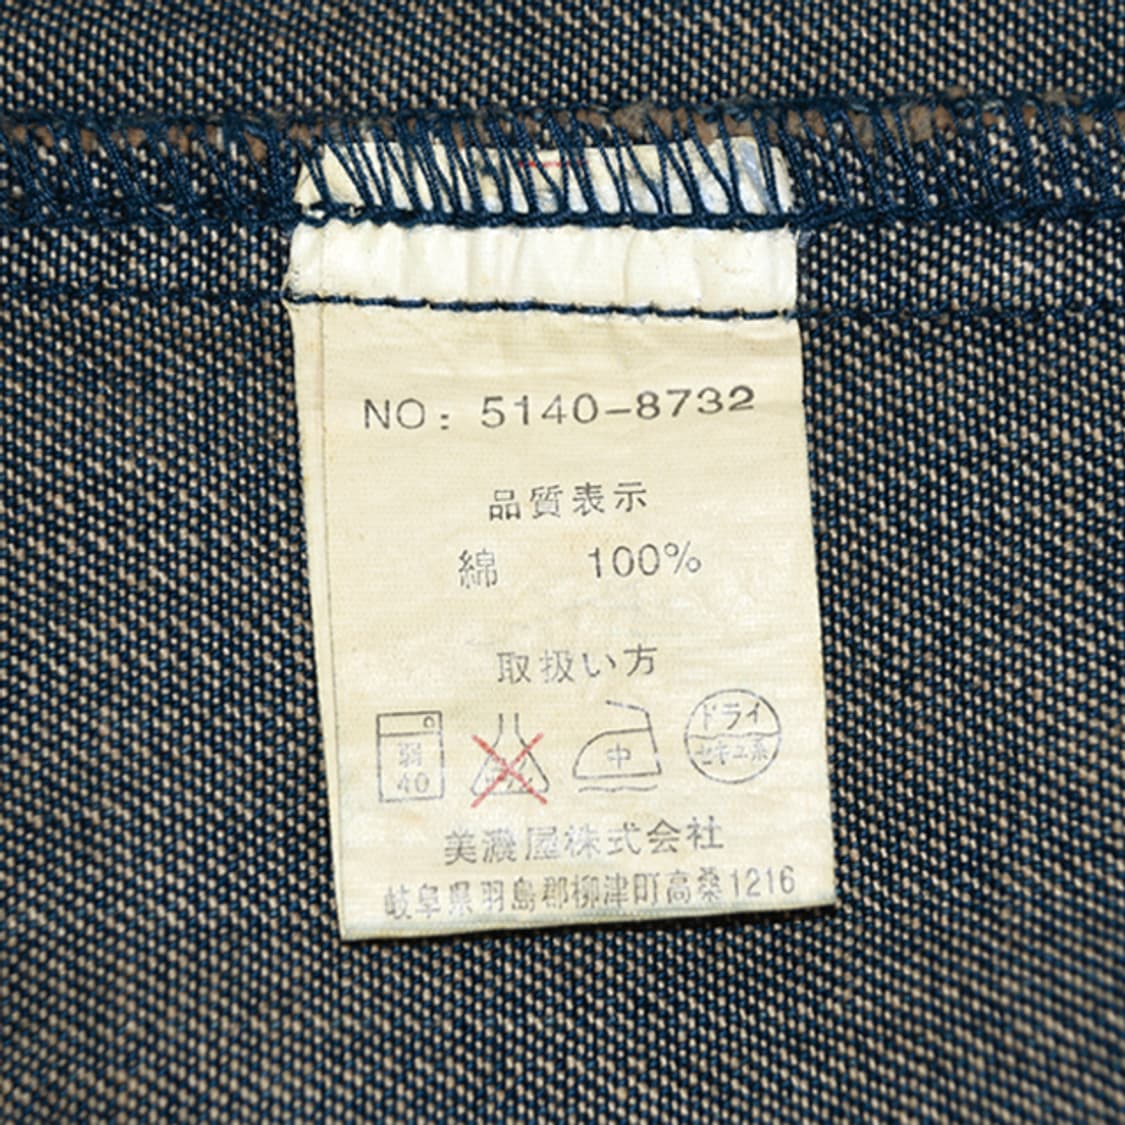 NO: 5140-8732
品質表示
綿 100%
取扱い方
弱 40
中
ドライ
セキユ系
美濃屋株式会社
岐阜県羽島郡柳津町高桑1216